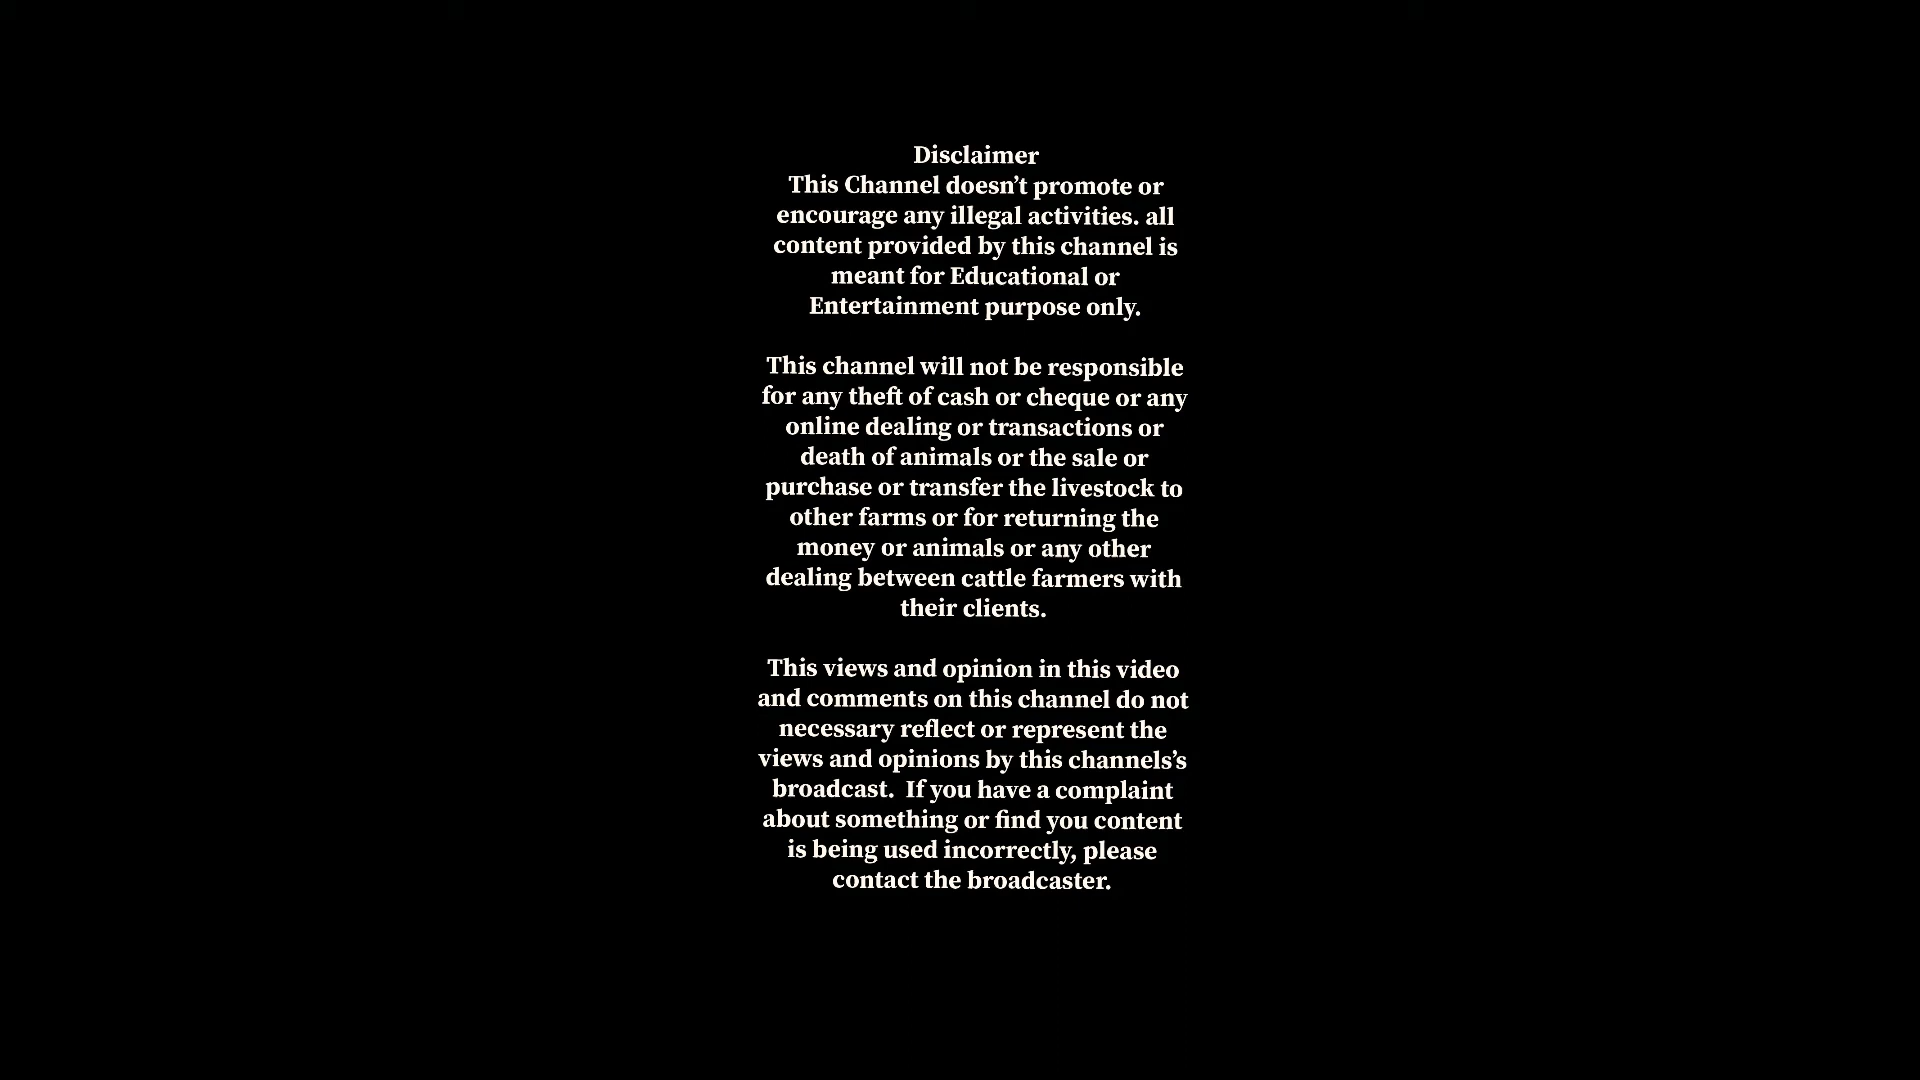 Disclaimer
This Channel doesn’t promote or
encourage any illegal activities. all
content provided by this channel is
meant for Educational or
Entertainment purpose only.
This channel will not be responsible
for any theft of cash or cheque or any
online dealing or transactions or
death of animals or the sale or
purchase or transfer the livestock to
other farms or for returning the
money or animals or any other
dealing between cattle farmers with
their clients.
This views and opinion in this video
and comments on this channel do not
necessary reflect or represent the
views and opinions by this channels’s
broadcast.  If you have a complaint
about something or find you content
is being used incorrectly, please
contact the broadcaster.